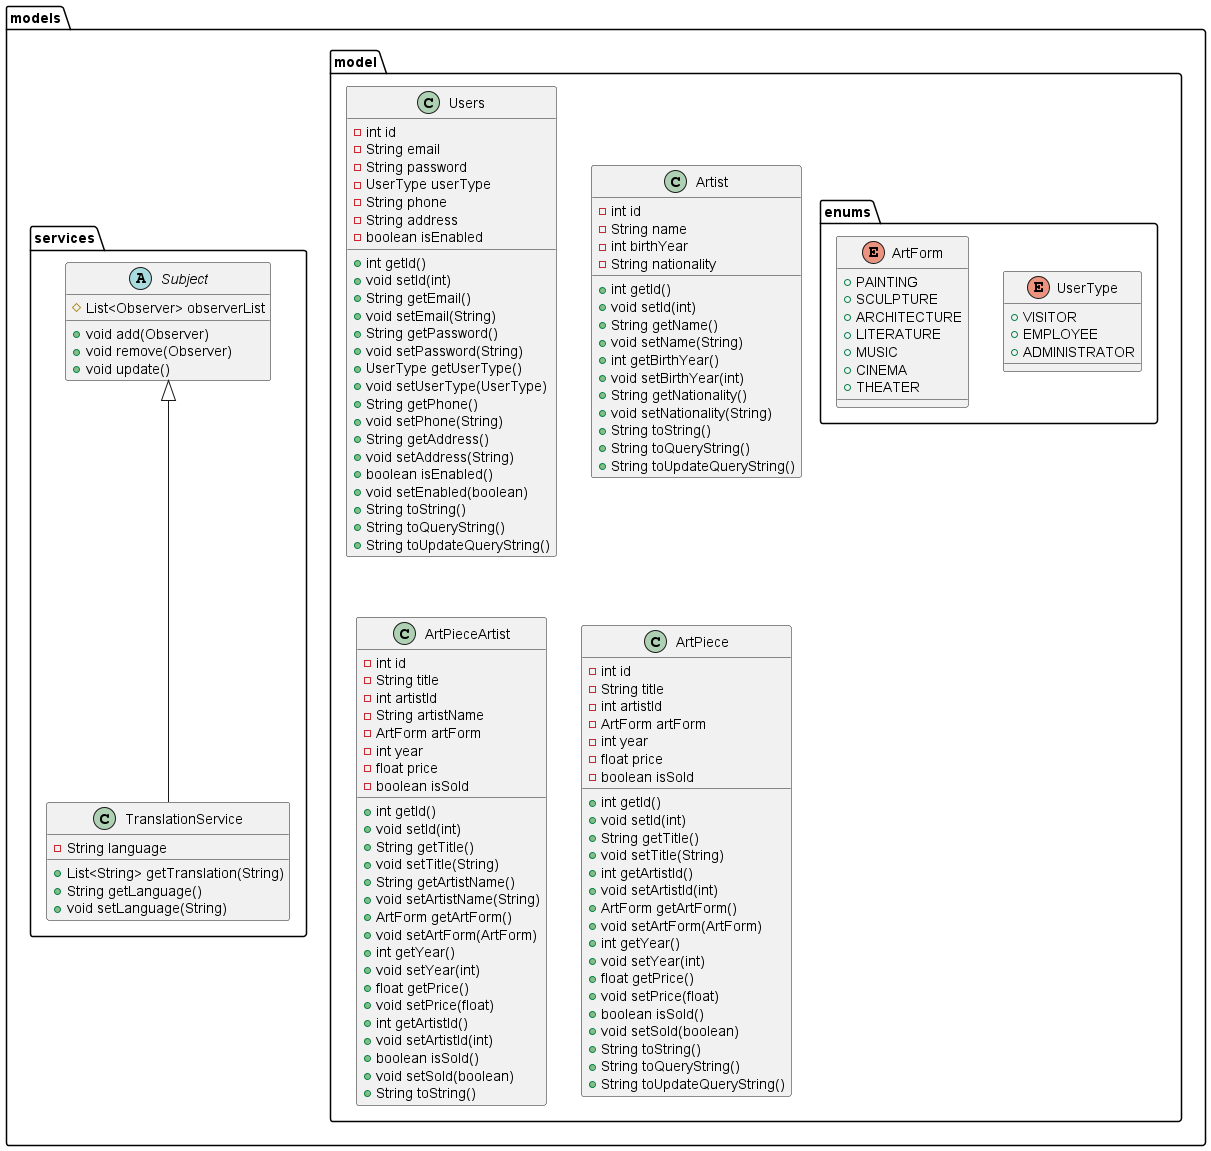 models
services
A Subject
List<Observer> observerList
void add(Observer)
void remove(Observer)
void update()
C TranslationService
String language
List<String> getTranslation(String)
String getLanguage()
void setLanguage(String)
model
C Users
int id
String email
String password
UserType userType
String phone
String address
boolean isEnabled
int getId()
void setId(int)
String getEmail()
void setEmail(String)
String getPassword()
void setPassword(String)
UserType getUserType()
void setUserType(UserType)
String getPhone()
void setPhone(String)
String getAddress()
void setAddress(String)
boolean isEnabled()
void setEnabled(boolean)
String toString()
String toQueryString()
String toUpdateQueryString()
C Artist
int id
String name
int birthYear
String nationality
int getId()
void setId(int)
String getName()
void setName(String)
int getBirthYear()
void setBirthYear(int)
String getNationality()
void setNationality(String)
String toString()
String toQueryString()
String toUpdateQueryString()
enums
E ArtForm
PAINTING
SCULPTURE
ARCHITECTURE
LITERATURE
MUSIC
CINEMA
THEATER
E UserType
VISITOR
EMPLOYEE
ADMINISTRATOR
C ArtPieceArtist
int id
String title
int artistId
String artistName
ArtForm artForm
int year
float price
boolean isSold
int getId()
void setId(int)
String getTitle()
void setTitle(String)
String getArtistName()
void setArtistName(String)
ArtForm getArtForm()
void setArtForm(ArtForm)
int getYear()
void setYear(int)
float getPrice()
void setPrice(float)
int getArtistId()
void setArtistId(int)
boolean isSold()
void setSold(boolean)
String toString()
C ArtPiece
int id
String title
int artistId
ArtForm artForm
int year
float price
boolean isSold
int getId()
void setId(int)
String getTitle()
void setTitle(String)
int getArtistId()
void setArtistId(int)
ArtForm getArtForm()
void setArtForm(ArtForm)
int getYear()
void setYear(int)
float getPrice()
void setPrice(float)
boolean isSold()
void setSold(boolean)
String toString()
String toQueryString()
String toUpdateQueryString()